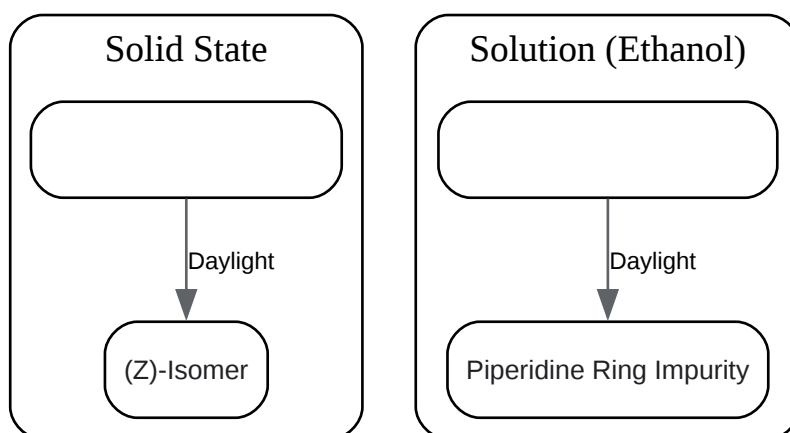 Solid State
Daylight
(Z)-Isomer
Solution (Ethanol)
Daylight
Piperidine Ring Impurity